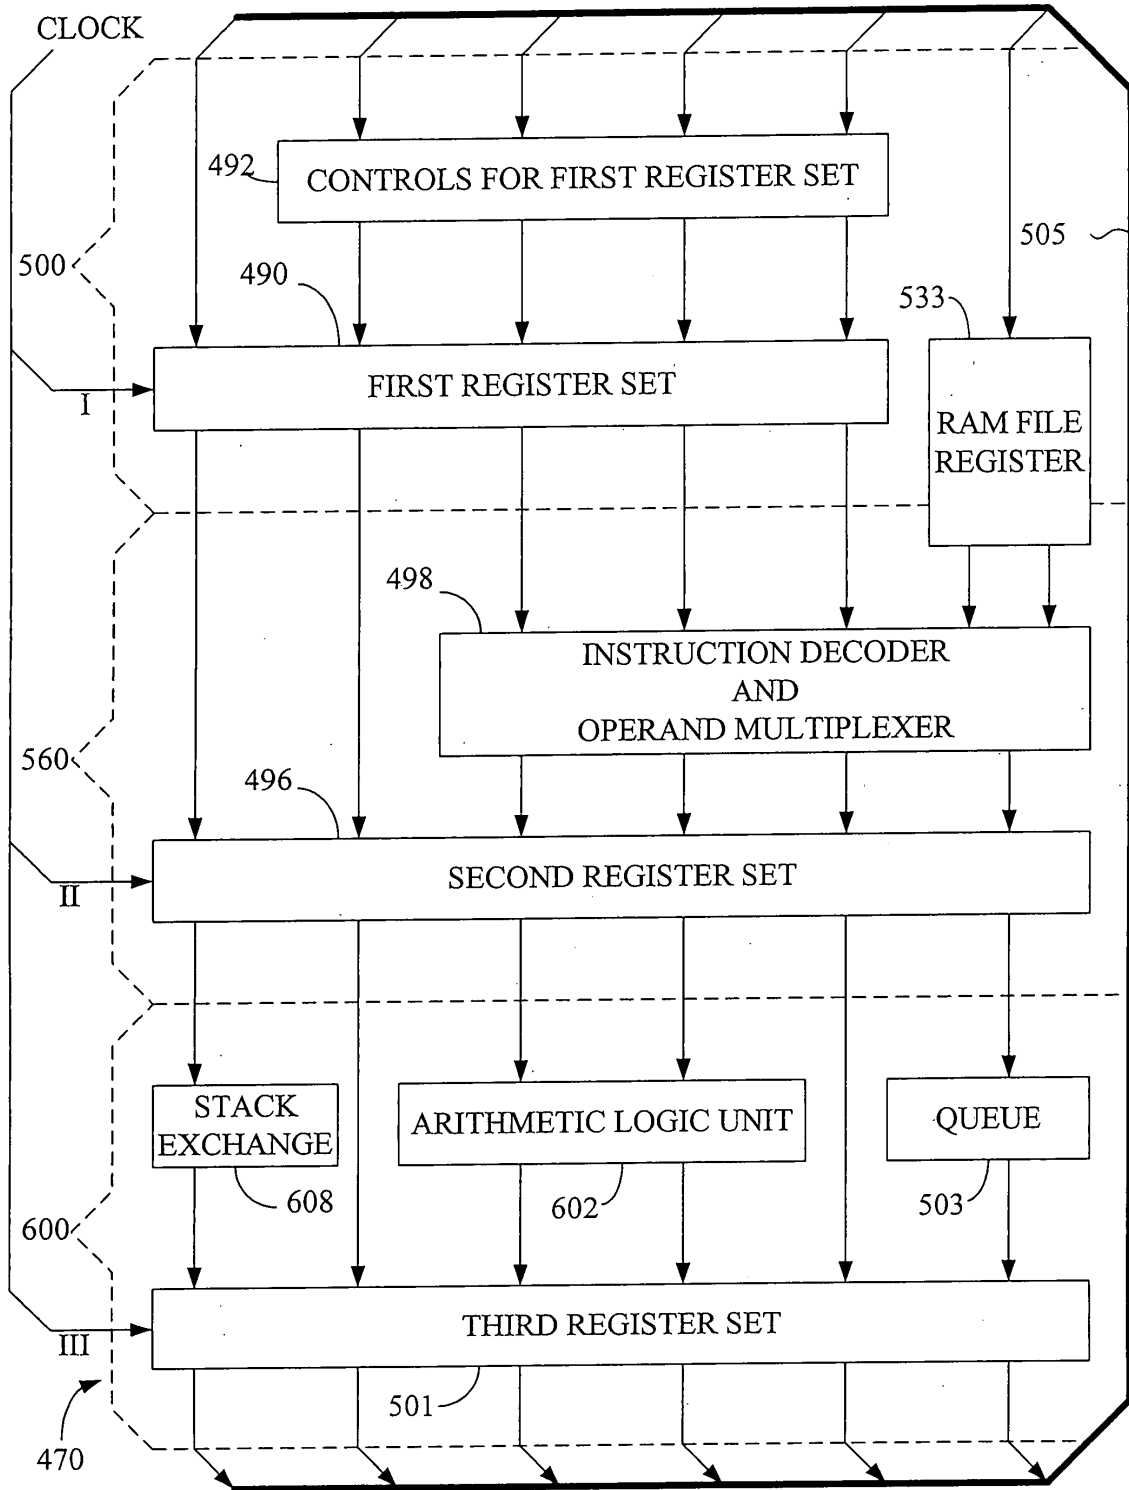 CLOCK
492
CONTROLS FOR FIRST REGISTER SET
505
500
490
533
FIRST REGISTER SET
I
RAM FILE
REGISTER
498
INSTRUCTION DECODER
AND
OPERAND MULTIPLEXER
560
496
SECOND REGISTER SET
II
STACK
EXCHANGE
ARITHMETIC LOGIC UNIT
QUEUE
608
602
503
600
THIRD REGISTER SET
III
501
470